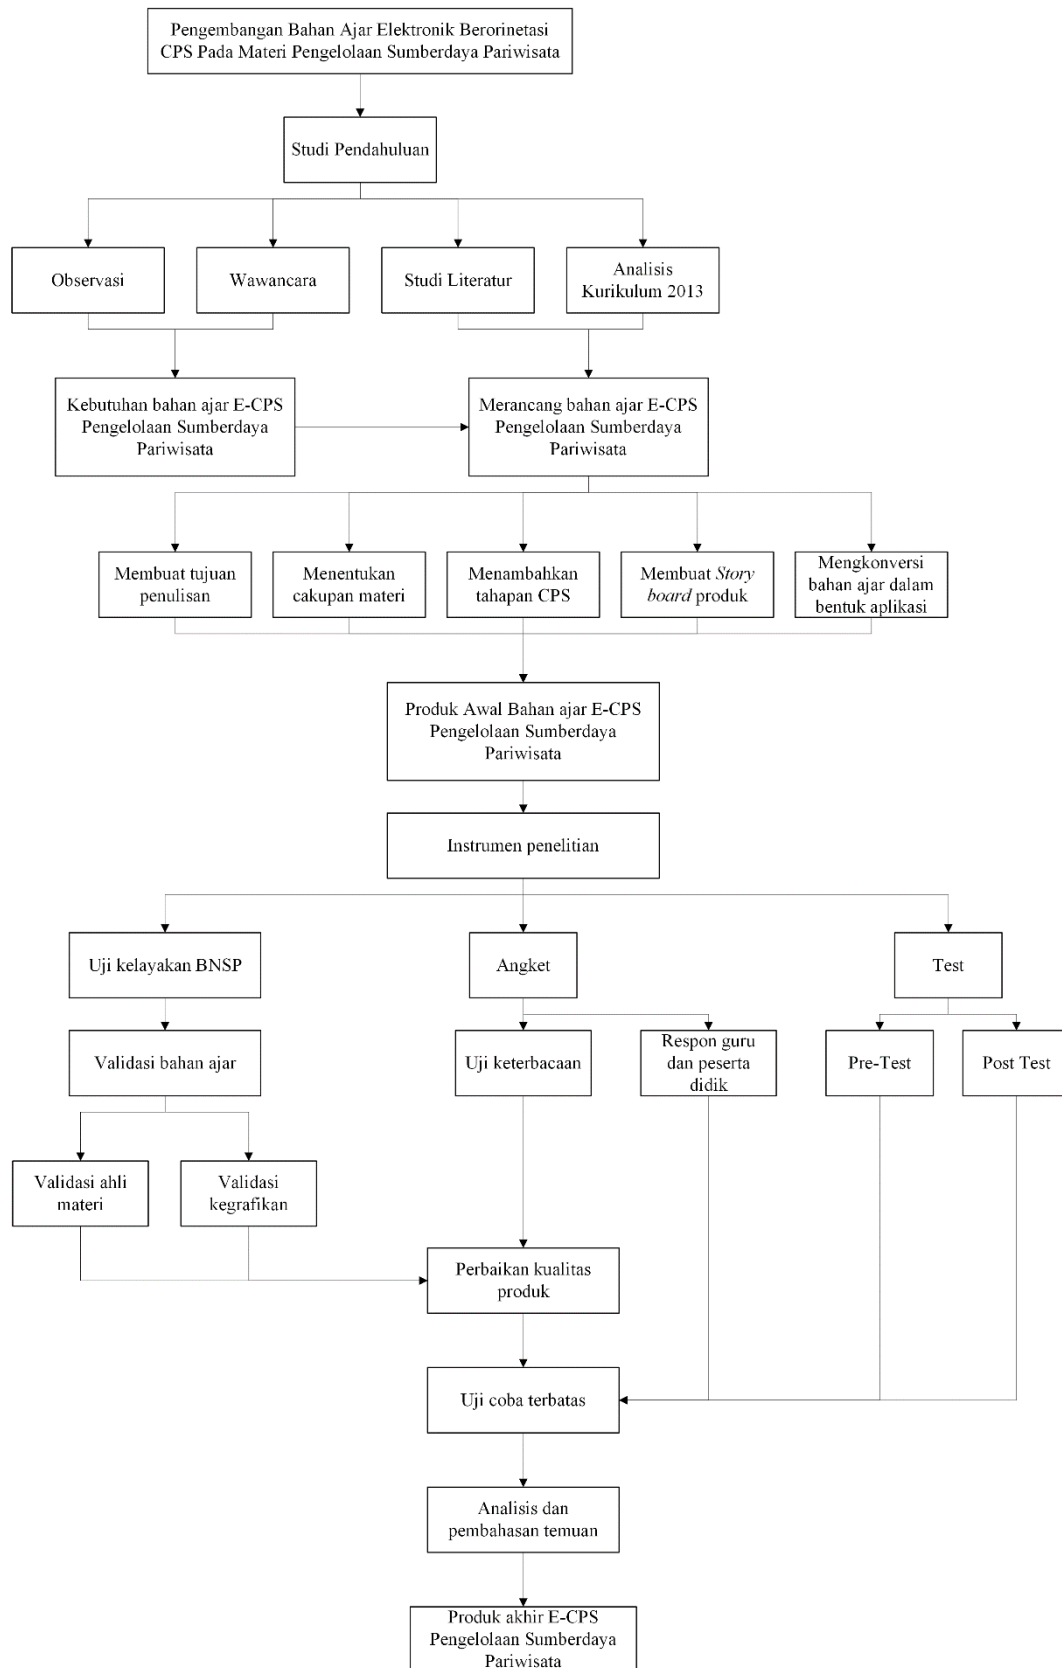 Pengembangan Bahan Ajar Elektronik Berorinetasi
CPS Pada Materi Pengelolaan Sumberdaya Pariwisata
Studi Pendahuluan
Observasi
Wawancara
Studi Literatur
Analisis
Kurikulum 2013
Kebutuhan bahan ajar E-CPS
Pengelolaan Sumberdaya
Pariwisata
Merancang bahan ajar E-CPS
Pengelolaan Sumberdaya
Pariwisata
Membuat tujuan
penulisan
Menentukan
cakupan materi
Menambahkan
tahapan CPS
Membuat Story
board produk
Mengkonversi
bahan ajar dalam
bentuk aplikasi
Produk Awal Bahan ajar E-CPS
Pengelolaan Sumberdaya
Pariwisata
Instrumen penelitian
Uji kelayakan BNSP
Angket
Test
Validasi bahan ajar
Uji keterbacaan
Respon guru
dan peserta
didik
Pre-Test
Post Test
Validasi ahli
materi
Validasi
kegrafikan
Perbaikan kualitas
produk
Uji coba terbatas
Analisis dan
pembahasan temuan
Produk akhir E-CPS
Pengelolaan Sumberdaya
Pariwisata